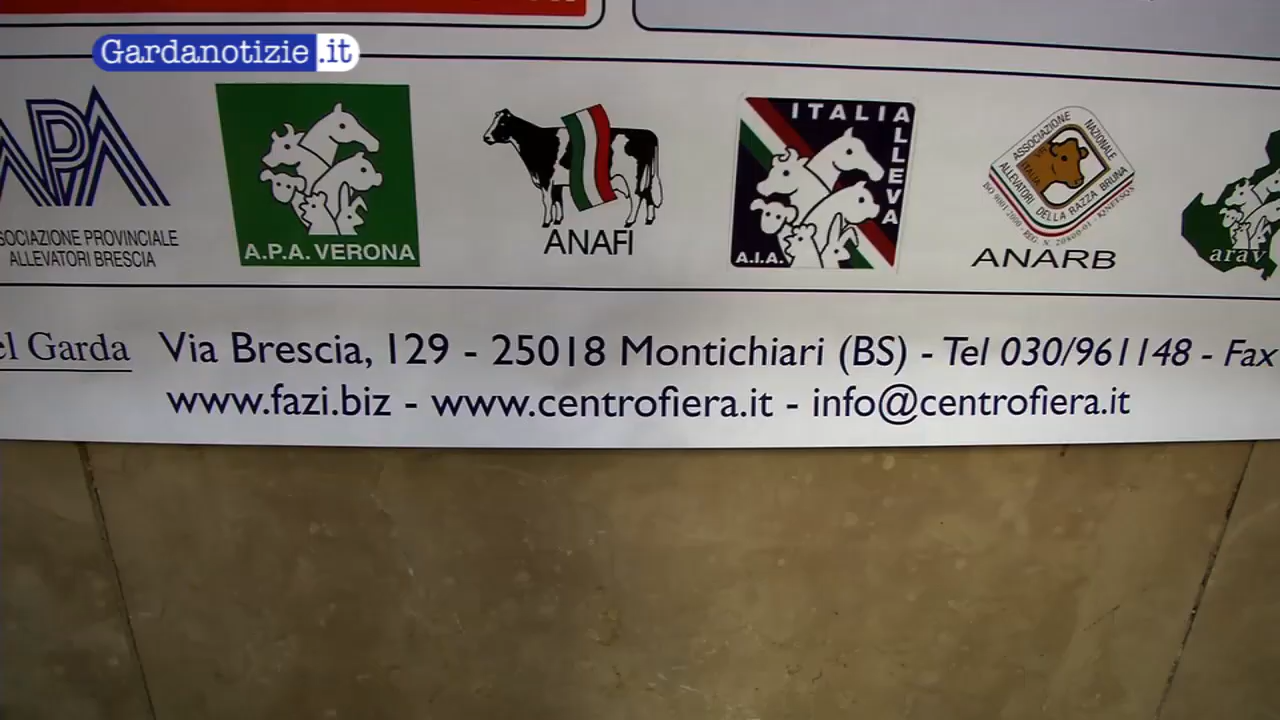 Gardanotizie.it
APA
SOCIAZIONE PROVINCIALE
ALLEVATORI BRESCIA
A.P.A. VERONA
ANAFI
ITALIA
ALLEVA
A.I.A.
ASSOCIAZIONE NAZIONALE
ALLEVATORI DELLA RAZZA BRUNA
ITALIANA
ANARB
arav
el Garda
Via Brescia, 129 - 25018 Montichiari (BS) - Tel 030/961148 - Fax
www.fazi.biz - www.centrofiera.it - info@centrofiera.it